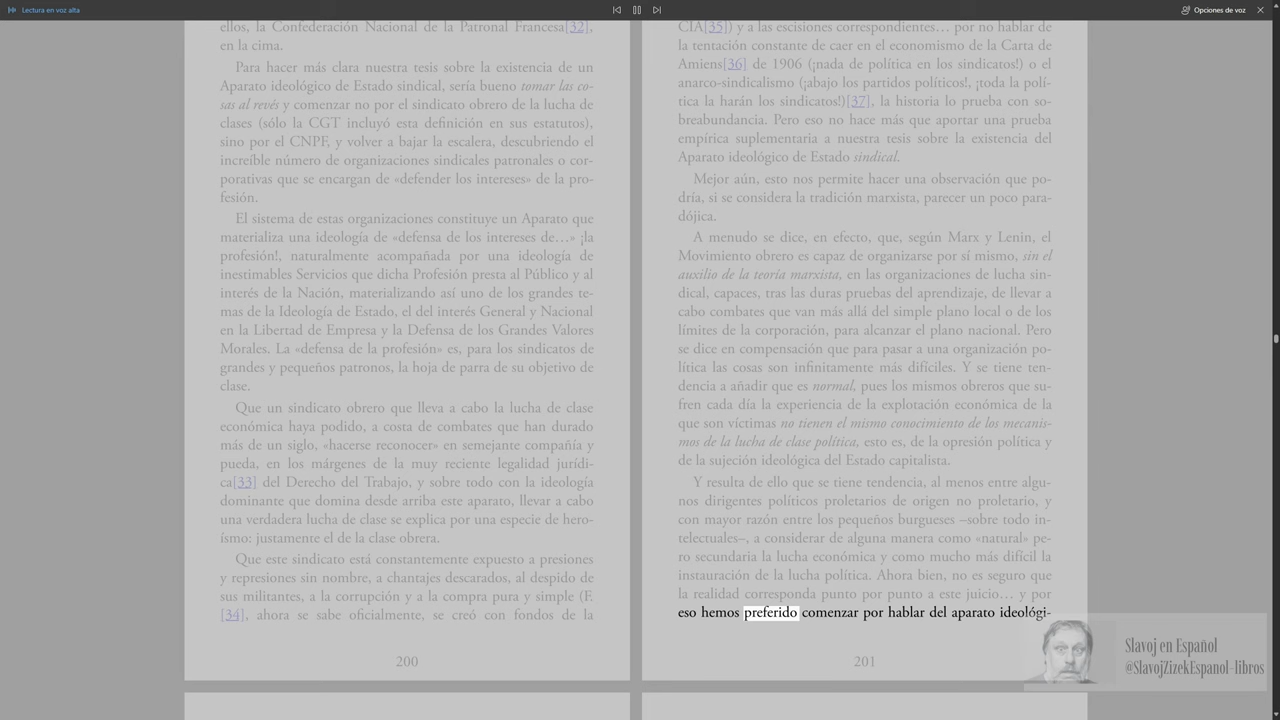 Lectura en voz alta
Opciones de voz
ellos, la Confederación Nacional de la Patronal Francesa[32],
en la cima.
Para hacer más clara nuestra tesis sobre la existencia de un
Aparato ideológico de Estado sindical, sería bueno tomar las co-
sas al revés y comenzar no por el sindicato obrero de la lucha de
clases (sólo la CGT incluyó esta definición en sus estatutos),
sino por el CNPF, y volver a bajar la escalera, descubriendo el
increíble número de organizaciones sindicales patronales o cor-
porativas que se encargan de «defender los intereses» de la pro-
fesión.
El sistema de estas organizaciones constituye un Aparato que
materializa una ideología de «defensa de los intereses de…» ¡la
profesión!, naturalmente acompañada por una ideología de
inestimables Servicios que dicha Profesión presta al Público y al
interés de la Nación, materializando así uno de los grandes te-
mas de la Ideología de Estado, el del interés General y Nacional
en la Libertad de Empresa y la Defensa de los Grandes Valores
Morales. La «defensa de la profesión» es, para los sindicatos de
grandes y pequeños patronos, la hoja de parra de su objetivo de
clase.
Que un sindicato obrero que lleva a cabo la lucha de clase
económica haya podido, a costa de combates que han durado
más de un siglo, «hacerse reconocer» en semejante compañía y
pueda, en los márgenes de la muy reciente legalidad jurídi-
ca[33] del Derecho del Trabajo, y sobre todo con la ideología
dominante que domina desde arriba este aparato, llevar a cabo
una verdadera lucha de clase se explica por una especie de hero-
ísmo: justamente el de la clase obrera.
Que este sindicato está constantemente expuesto a presiones
y represiones sin nombre, a chantajes descarados, al despido de
sus militantes, a la corrupción y a la compra pura y simple (F.
[34], ahora se sabe oficialmente, se creó con fondos de la
200
CIA[35]) y a las escisiones correspondientes… por no hablar de
la tentación constante de caer en el economismo de la Carta de
Amiens[36] de 1906 (¡nada de política en los sindicatos!) o el
anarco-sindicalismo (¡abajo los partidos políticos!, ¡toda la polí-
tica la harán los sindicatos!)[37], la historia lo prueba con so-
breabundancia. Pero eso no hace más que aportar una prueba
empírica suplementaria a nuestra tesis sobre la existencia del
Aparato ideológico de Estado sindical.
Mejor aún, esto nos permite hacer una observación que po-
dría, si se considera la tradición marxista, parecer un poco para-
dójica.
A menudo se dice, en efecto, que, según Marx y Lenin, el
Movimiento obrero es capaz de organizarse por sí mismo, sin el
auxilio de la teoría marxista, en las organizaciones de lucha sin-
dical, capaces, tras las duras pruebas del aprendizaje, de llevar a
cabo combates que van más allá del simple plano local o de los
límites de la corporación, para alcanzar el plano nacional. Pero
se dice en compensación que para pasar a una organización po-
lítica las cosas son infinitamente más difíciles. Y se tiene ten-
dencia a añadir que es normal, pues los mismos obreros que su-
fren cada día la experiencia de la explotación económica de la
que son víctimas no tienen el mismo conocimiento de los mecanis-
mos de la lucha de clase política, esto es, de la opresión política y
de la sujeción ideológica del Estado capitalista.
Y resulta de ello que se tiene tendencia, al menos entre algu-
nos dirigentes políticos proletarios de origen no proletario, y
con mayor razón entre los pequeños burgueses –sobre todo in-
telectuales–, a considerar de alguna manera como «natural» pe-
ro secundaria la lucha económica y como mucho más difícil la
instauración de la lucha política. Ahora bien, no es seguro que
la realidad corresponda punto por punto a este juicio… y por
eso hemos preferido comenzar por hablar del aparato ideológi-
201
Slavoj en Español
@SlavojZizekEspanol-libros